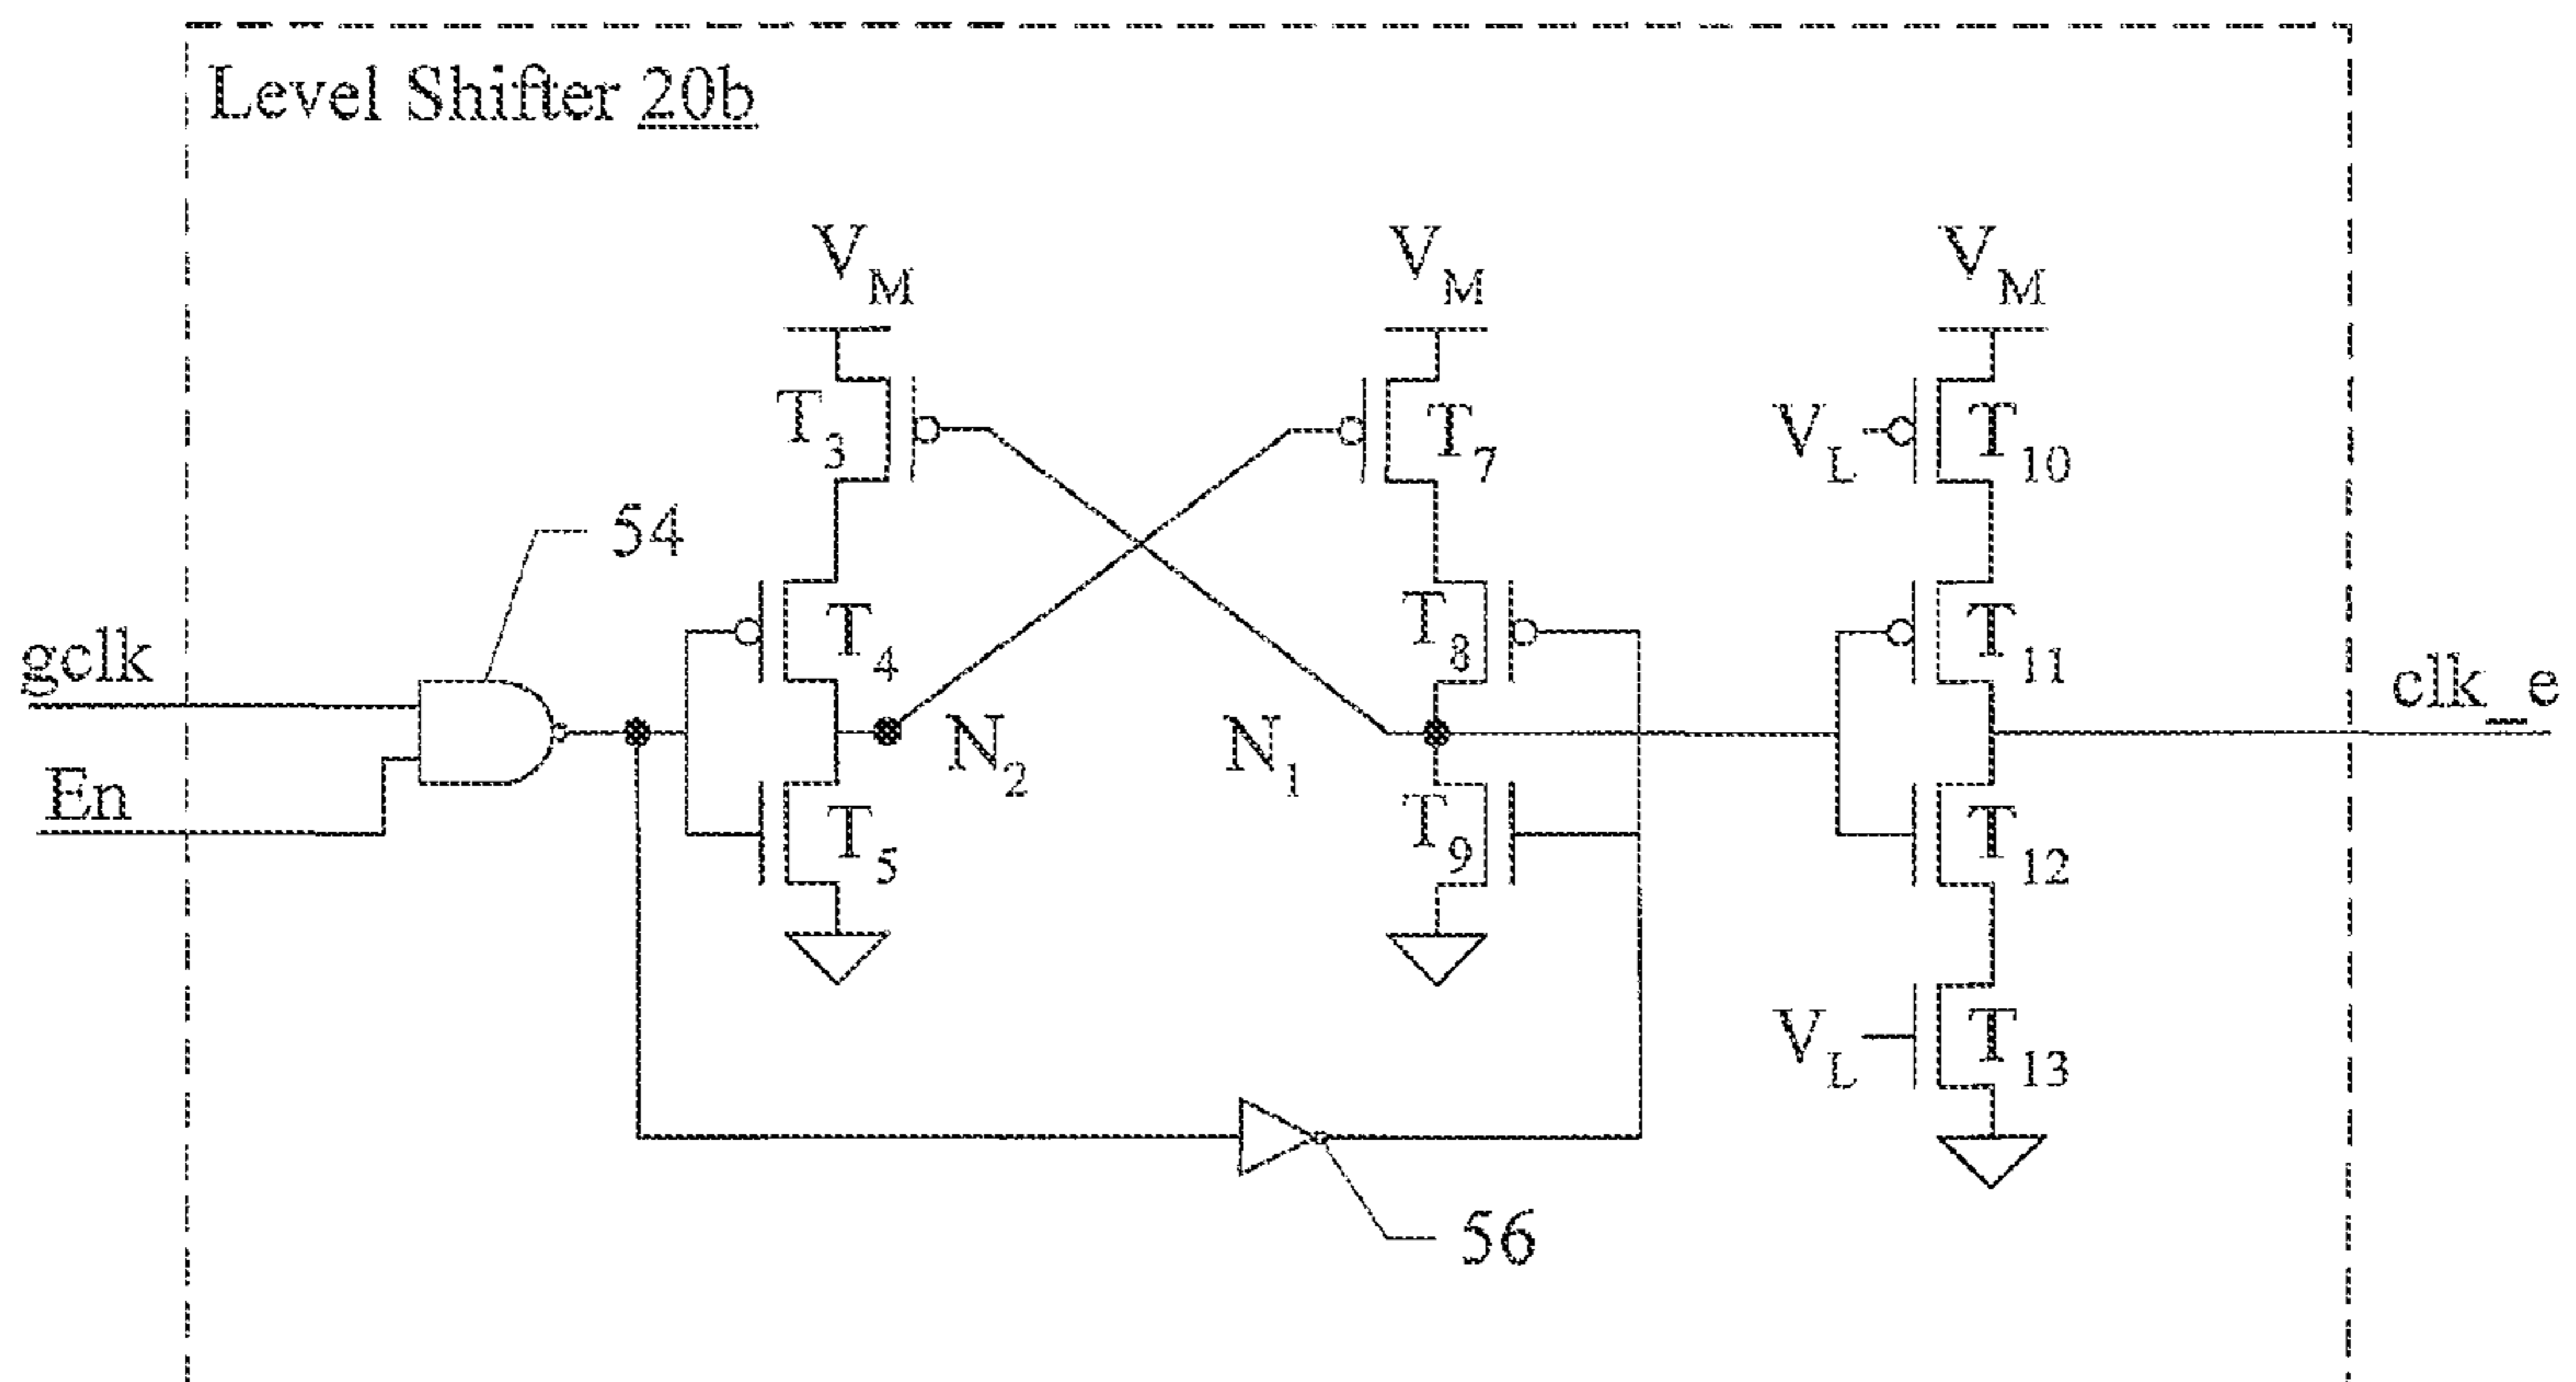 Level Shifter 20b
V_M V_M V_M
T_3 T_7 V_L T_10
54
T_4 T_8 T_11
gclk
clk_e
N_2 N_1
En
T_5 T_9 T_12
V_L T_13
56